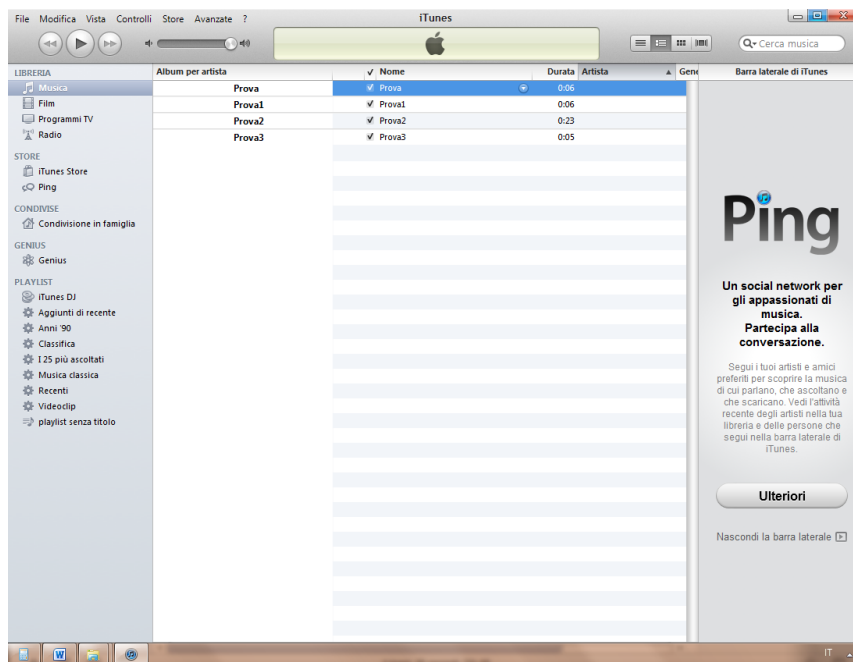 iTunes
File Modifica Vista Controlli Store Avanzate ?
Cerca musica
LIBRERIA
Musica
Film
Programmi TV
Radio
STORE
iTunes Store
Ping
CONDIVISE
Condivisione in famiglia
GENIUS
Genius
PLAYLIST
iTunes DJ
Aggiunti di recente
Anni '90
Classifica
I 25 più ascoltati
Musica classica
Recenti
Videoclip
playlist senza titolo
Album per artista Nome Durata Artista Gene
Prova Prova 0:06
Prova1 Prova1 0:06
Prova2 Prova2 0:23
Prova3 Prova3 0:05
Barra laterale di iTunes
Ping
Un social network per
gli appassionati di
musica.
Partecipa alla
conversazione.
Segui i tuoi artisti e amici
preferiti per scoprire la musica
di cui parlano, che ascoltano e
che scaricano. Vedi l'attività
recente degli artisti nella tua
libreria e delle persone che
segui nella barra laterale di
iTunes.
Ulteriori
Nascondi la barra laterale
W
IT